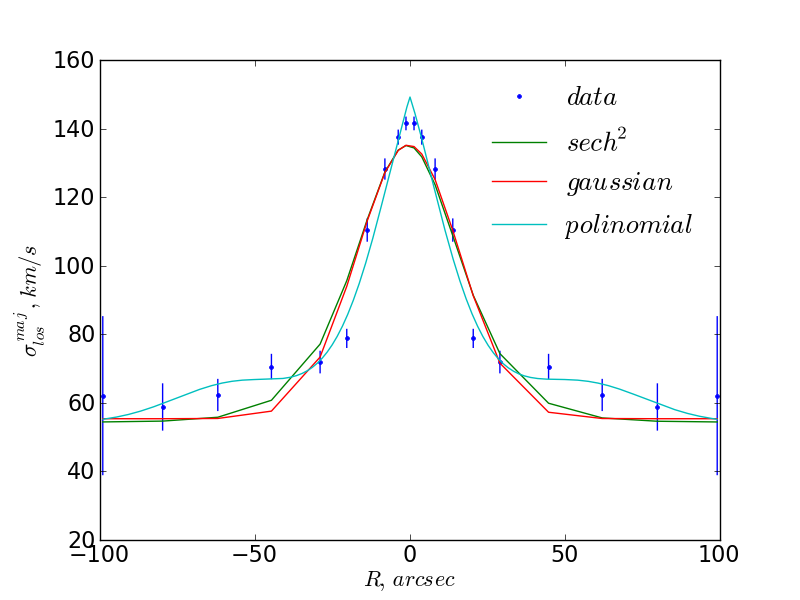 160
140
120
100
80
60
40
20
−100
−50
0
50
100
σ_los^maj, km/s
R, arcsec
data
sech²
gaussian
polinomial